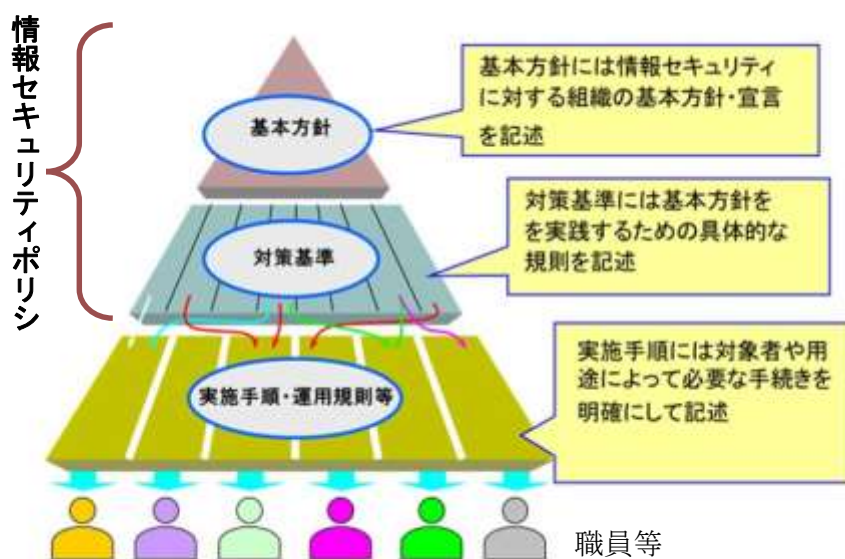 情報セキュリティポリシ
基本方針
基本方針には情報セキュリティ
に対する組織の基本方針・宣言
を記述
対策基準
対策基準には基本方針を
を実践するための具体的な
規則を記述
実施手順・運用規則等
実施手順には対象者や用
途によって必要な手続きを
明確にして記述
職員等